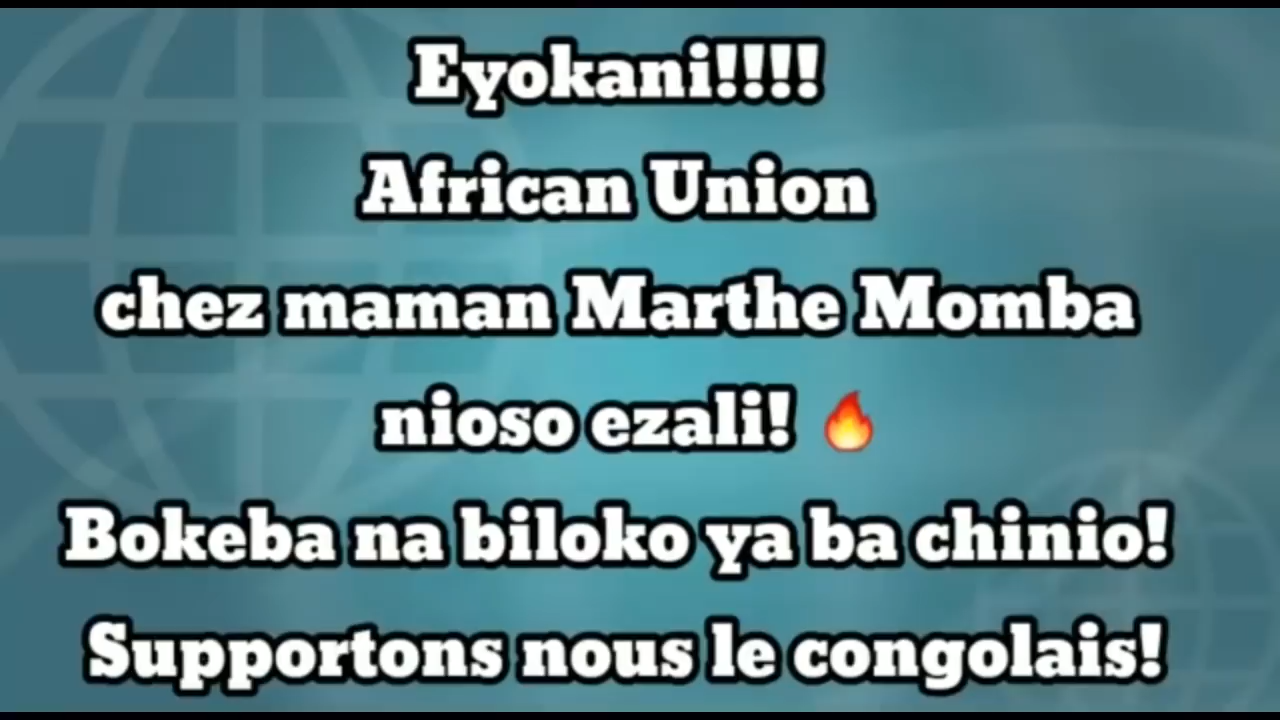 Eyokani!!!!
African Union
chez maman Marthe Momba
nioso ezali! 🔥
Bokeba na biloko ya ba chinio!
Supportons nous le congolais!